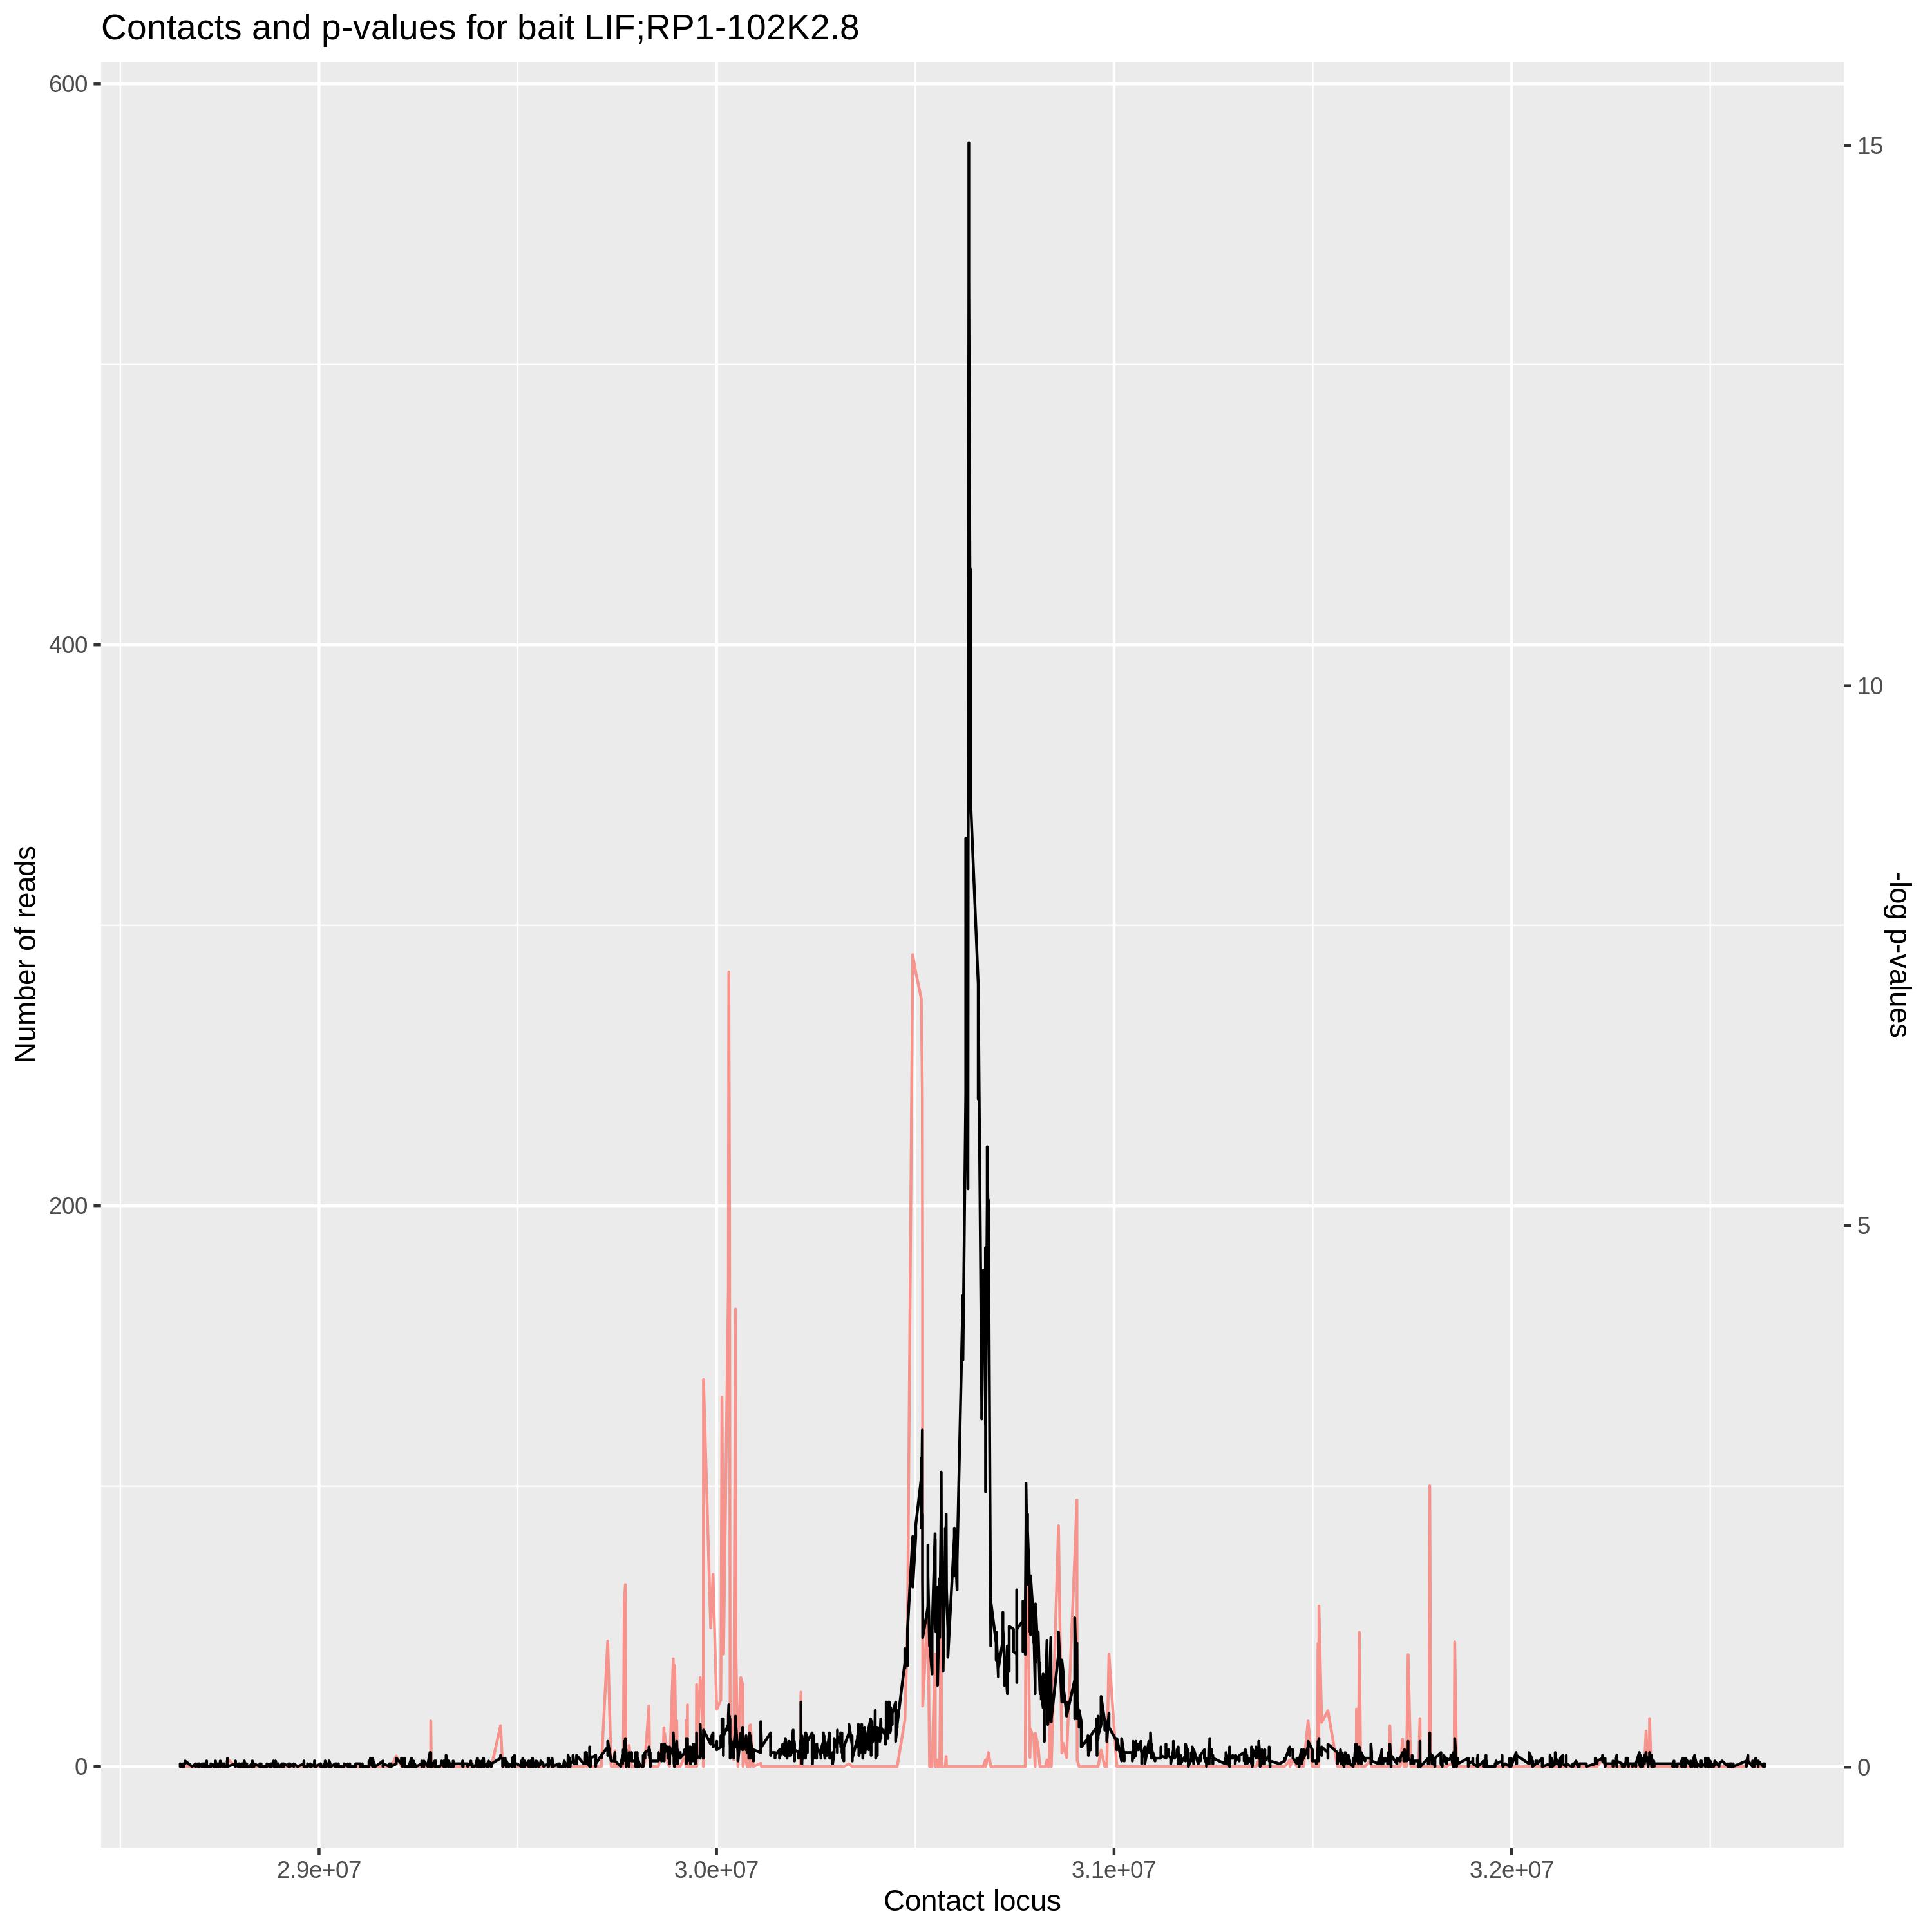 Contacts and p-values for bait LIF;RP1-102K2.8
600
400
200
0
Number of reads
15
10
5
0
-log p-values
2.9e+07 3.0e+07 3.1e+07 3.2e+07
Contact locus